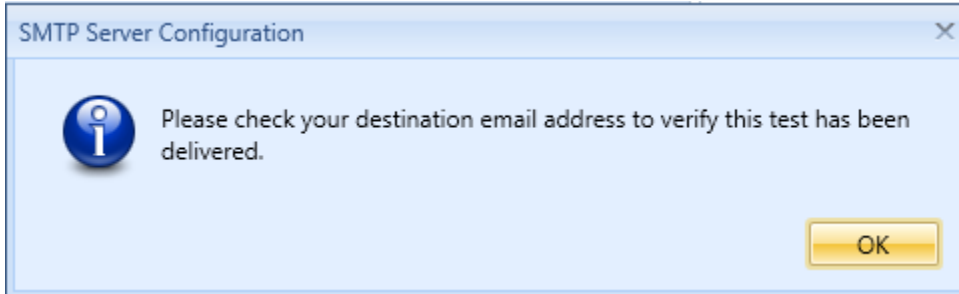 SMTP Server Configuration
Please check your destination email address to verify this test has been
delivered.
OK